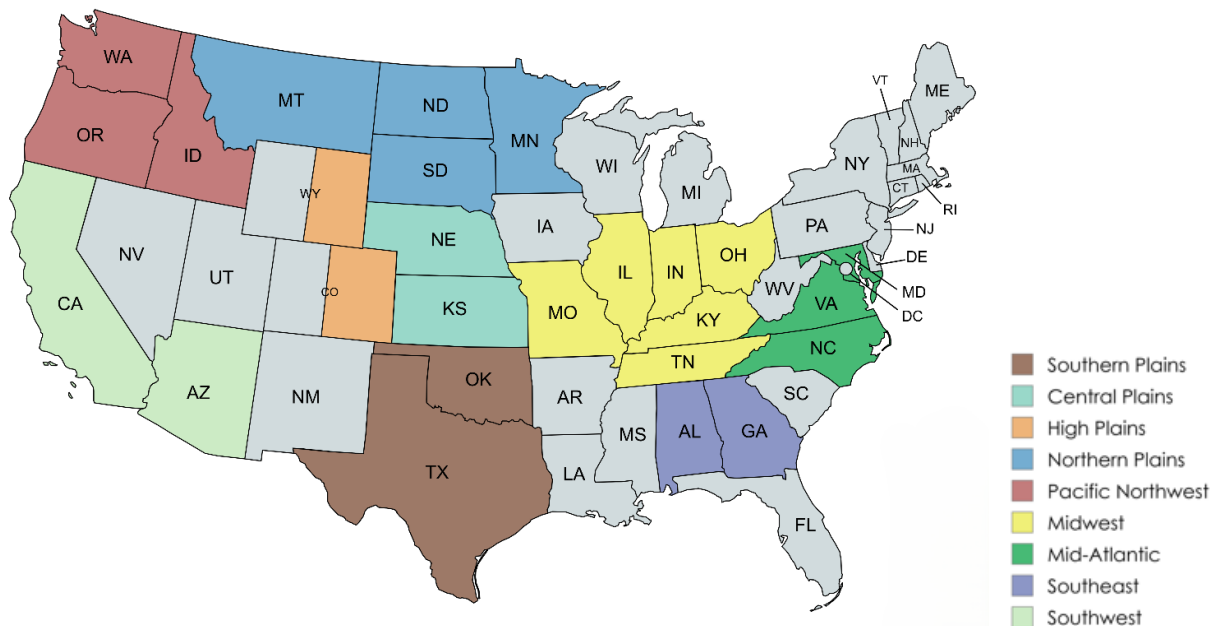 WA
MT
ND
MN
VT
ME
OR
ID
SD
WI
MI
NY
NH
MA
CT
RI
WY
IA
PA
NJ
NV
UT
NE
IL
IN
OH
DE
CA
CO
KS
MO
WV
VA
MD
DC
KY
NC
AZ
NM
OK
AR
TN
SC
TX
MS
AL
GA
LA
FL
Southern Plains
Central Plains
High Plains
Northern Plains
Pacific Northwest
Midwest
Mid-Atlantic
Southeast
Southwest